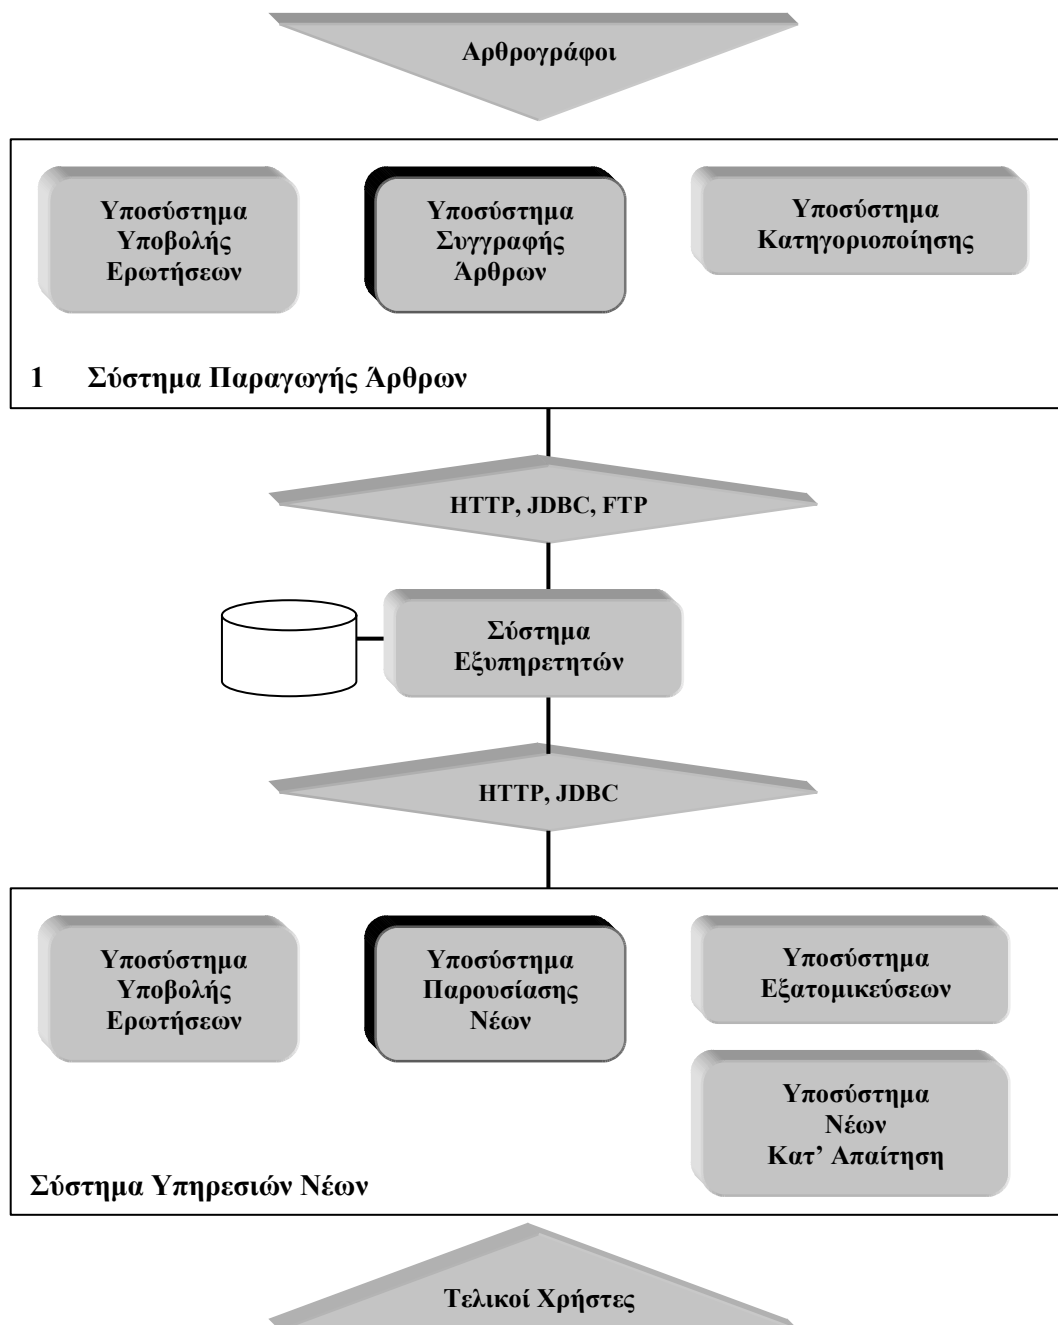 Αρθρογράφοι
Υποσύστημα
Υποβολής
Ερωτήσεων
Υποσύστημα
Συγγραφής
Άρθρων
Υποσύστημα
Κατηγοριοποίησης
1 Σύστημα Παραγωγής Άρθρων
HTTP, JDBC, FTP
Σύστημα
Εξυπηρετητών
HTTP, JDBC
Υποσύστημα
Υποβολής
Ερωτήσεων
Υποσύστημα
Παρουσίασης
Νέων
Υποσύστημα
Εξατομικεύσεων
Υποσύστημα
Νέων
Κατ’ Απαίτηση
Σύστημα Υπηρεσιών Νέων
Τελικοί Χρήστες